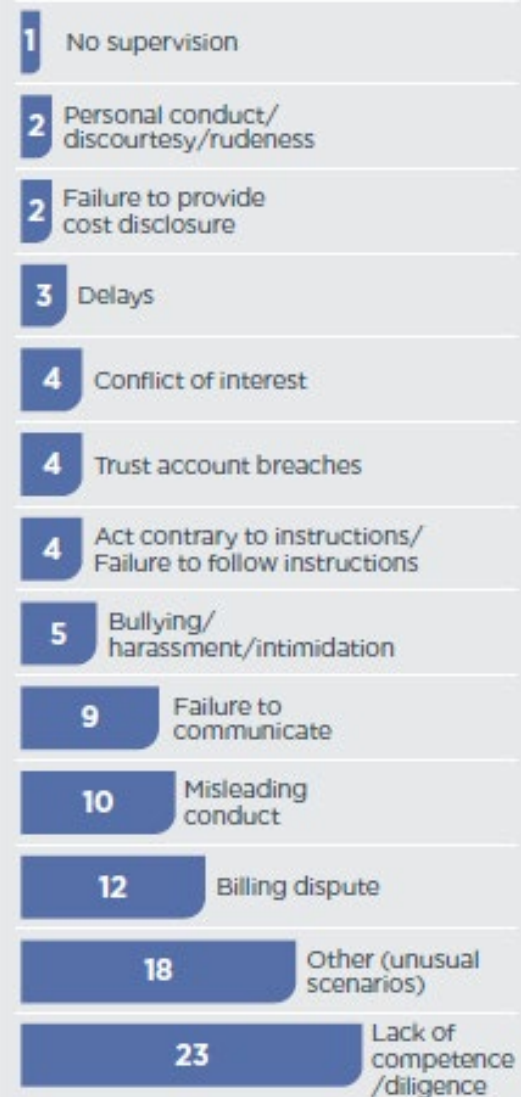 1 No supervision
2 Personal conduct/
discourtesy/rudeness
2 Failure to provide
cost disclosure
3 Delays
4 Conflict of interest
4 Trust account breaches
4 Act contrary to instructions/
Failure to follow instructions
5 Bullying/
harassment/intimidation
9 Failure to
communicate
10 Misleading
conduct
12 Billing dispute
18 Other (unusual
scenarios)
23 Lack of
competence
/diligence